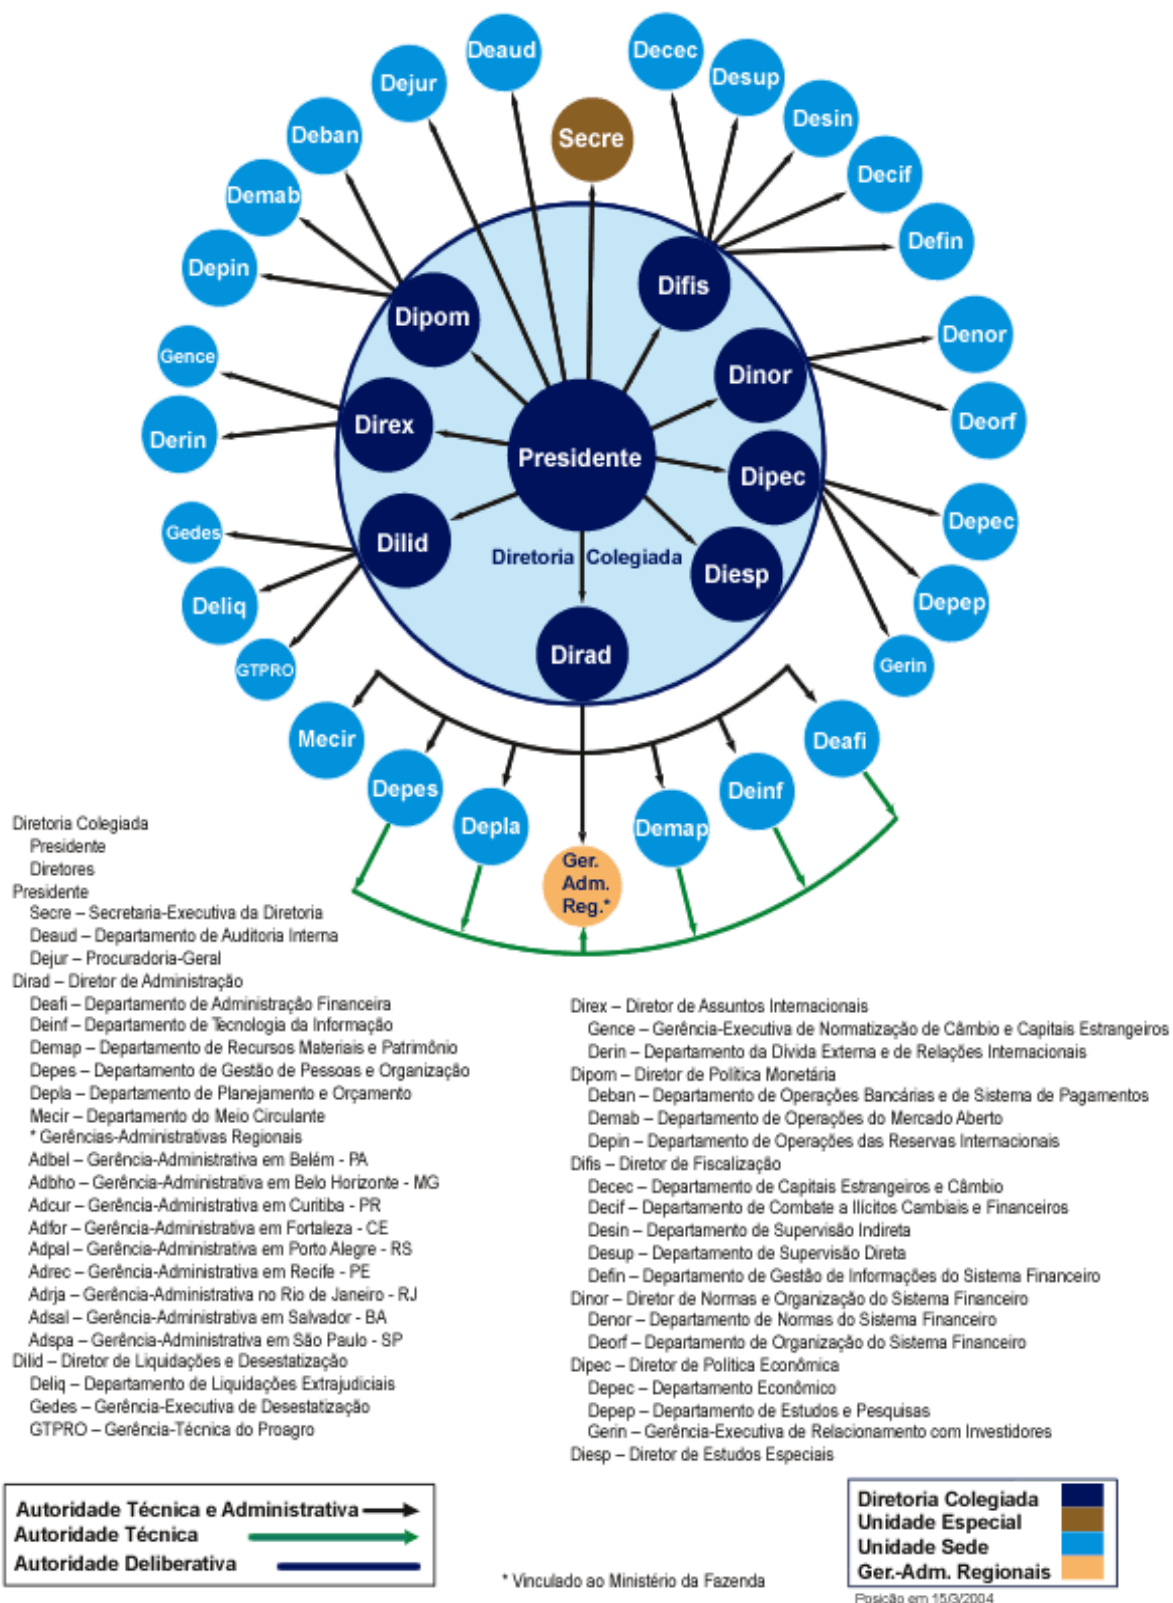 Deaud
Decec
Dejur
Desup
Desin
Deban
Secre
Decif
Demab
Defin
Depin
Difis
Dipom
Denor
Gence
Dinor
Direx
Deorf
Derin
Presidente
Dipec
Depec
Gedes
Dilid
Diretoria Colegiada
Diesp
Deliq
Depep
Dirad
GTPRO
Gerin
Mecir
Deafi
Depes
Deinf
Depla
Demap
Ger.
Adm.
Reg.*
Diretoria Colegiada
Presidente
Diretores
Presidente
Secre – Secretaria-Executiva da Diretoria
Deaud – Departamento de Auditoria Interna
Dejur – Procuradoria-Geral
Dirad – Diretor de Administração
Deafi – Departamento de Administração Financeira
Deinf – Departamento de Tecnologia da Informação
Demap – Departamento de Recursos Materiais e Patrimônio
Depes – Departamento de Gestão de Pessoas e Organização
Depla – Departamento de Planejamento e Orçamento
Mecir – Departamento do Meio Circulante
* Gerências-Administrativas Regionais
Adbel – Gerência-Administrativa em Belém - PA
Adbho – Gerência-Administrativa em Belo Horizonte - MG
Adcur – Gerência-Administrativa em Curitiba - PR
Adfor – Gerência-Administrativa em Fortaleza - CE
Adpal – Gerência-Administrativa em Porto Alegre - RS
Adrec – Gerência-Administrativa em Recife - PE
Adrja – Gerência-Administrativa no Rio de Janeiro - RJ
Adsal – Gerência-Administrativa em Salvador - BA
Adspa – Gerência-Administrativa em São Paulo - SP
Dilid – Diretor de Liquidações e Desestatização
Deliq – Departamento de Liquidações Extrajudiciais
Gedes – Gerência-Executiva de Desestatização
GTPRO – Gerência-Técnica do Proagro
Direx – Diretor de Assuntos Internacionais
Gence – Gerência-Executiva de Normatização de Câmbio e Capitais Estrangeiros
Derin – Departamento da Dívida Externa e de Relações Internacionais
Dipom – Diretor de Política Monetária
Deban – Departamento de Operações Bancárias e de Sistema de Pagamentos
Demab – Departamento de Operações do Mercado Aberto
Depin – Departamento de Operações das Reservas Internacionais
Difis – Diretor de Fiscalização
Decec – Departamento de Capitais Estrangeiros e Câmbio
Decif – Departamento de Combate a Ilícitos Cambiais e Financeiros
Desin – Departamento de Supervisão Indireta
Desup – Departamento de Supervisão Direta
Defin – Departamento de Gestão de Informações do Sistema Financeiro
Dinor – Diretor de Normas e Organização do Sistema Financeiro
Denor – Departamento de Normas do Sistema Financeiro
Deorf – Departamento de Organização do Sistema Financeiro
Dipec – Diretor de Política Econômica
Depec – Departamento Econômico
Depep – Departamento de Estudos e Pesquisas
Gerin – Gerência-Executiva de Relacionamento com Investidores
Diesp – Diretor de Estudos Especiais
Autoridade Técnica e Administrativa
Autoridade Técnica
Autoridade Deliberativa
* Vinculado ao Ministério da Fazenda
Diretoria Colegiada
Unidade Especial
Unidade Sede
Ger.-Adm. Regionais
Posição em 15/3/2004